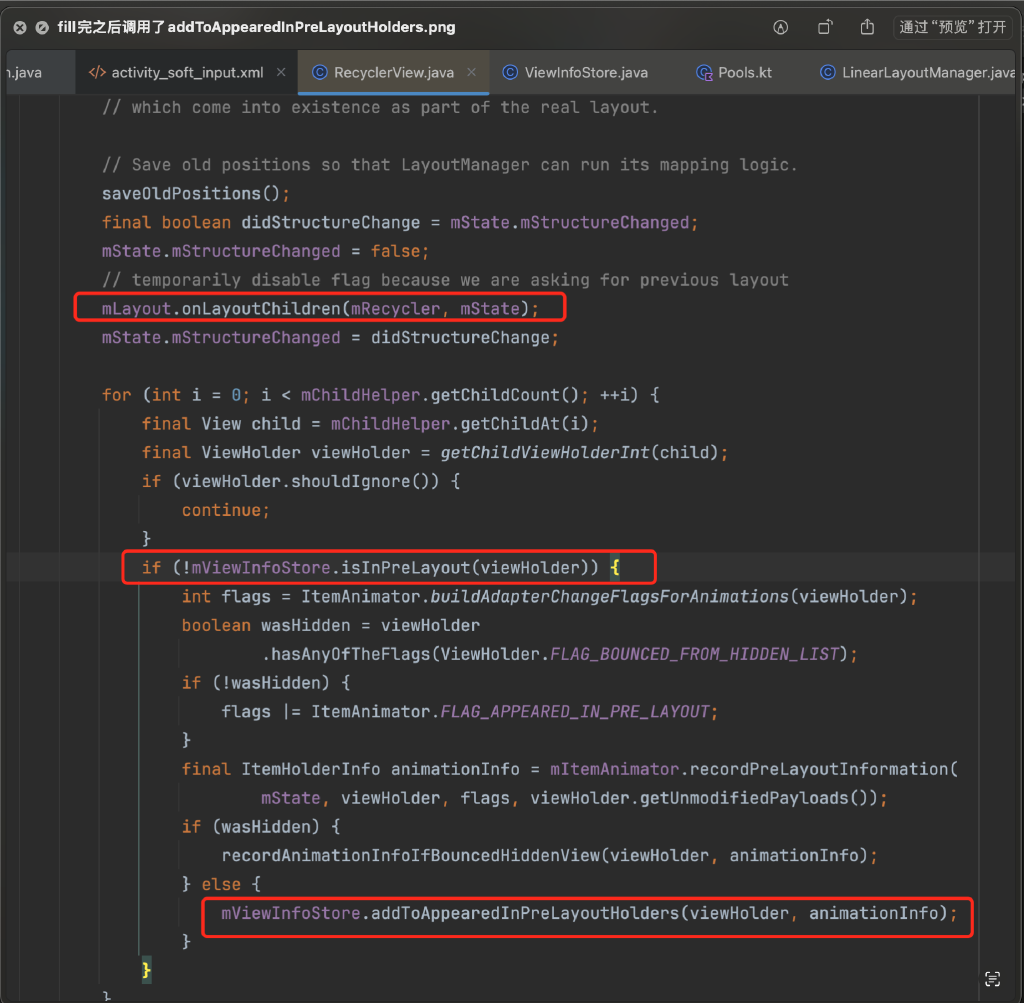 fill完之后调用了addToAppearedInPreLayoutHolders.png
通过“预览”打开
n.java
</> activity_soft_input.xml
RecyclerView.java
ViewInfoStore.java
Pools.kt
LinearLayoutManager.java
// which come into existence as part of the real layout.
// Save old positions so that LayoutManager can run its mapping logic.
saveOldPositions();
final boolean didStructureChange = mState.mStructureChanged;
mState.mStructureChanged = false;
// temporarily disable flag because we are asking for previous layout
mLayout.onLayoutChildren(mRecycler, mState);
mState.mStructureChanged = didStructureChange;
for (int i = 0; i < mChildHelper.getChildCount(); ++i) {
final View child = mChildHelper.getChildAt(i);
final ViewHolder viewHolder = getChildViewHolderInt(child);
if (viewHolder.shouldIgnore()) {
continue;
}
if (!mViewInfoStore.isInPreLayout(viewHolder)) {
int flags = ItemAnimator.buildAdapterChangeFlagsForAnimations(viewHolder);
boolean wasHidden = viewHolder
.hasAnyOfTheFlags(ViewHolder.FLAG_BOUNCED_FROM_HIDDEN_LIST);
if (!wasHidden) {
flags |= ItemAnimator.FLAG_APPEARED_IN_PRE_LAYOUT;
}
final ItemHolderInfo animationInfo = mItemAnimator.recordPreLayoutInformation(
mState, viewHolder, flags, viewHolder.getUnmodifiedPayloads());
if (wasHidden) {
recordAnimationInfoIfBouncedHiddenView(viewHolder, animationInfo);
} else {
mViewInfoStore.addToAppearedInPreLayoutHolders(viewHolder, animationInfo);
}
}
}